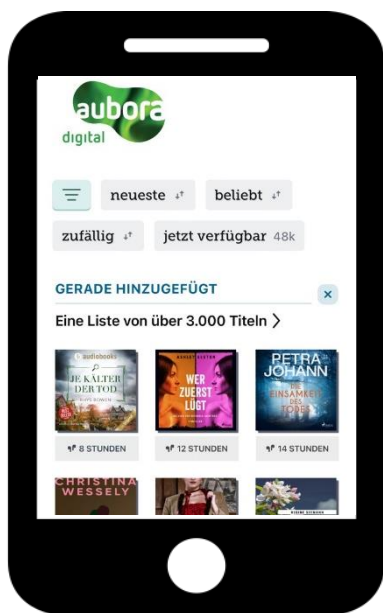 aubora
digital
neueste
beliebt
zufällig
jetzt verfügbar 48k
GERADE HINZUGEFÜGT
Eine Liste von über 3.000 Titeln >
audiobooks
JE KÄLTER
DER TOD
WER
ZUERST
LÜGT
PETRA
JOHANN
DIE
EINSAMKEIT
DES
TODES
8 STUNDEN
12 STUNDEN
14 STUNDEN
CHRISTINA
WESSELY